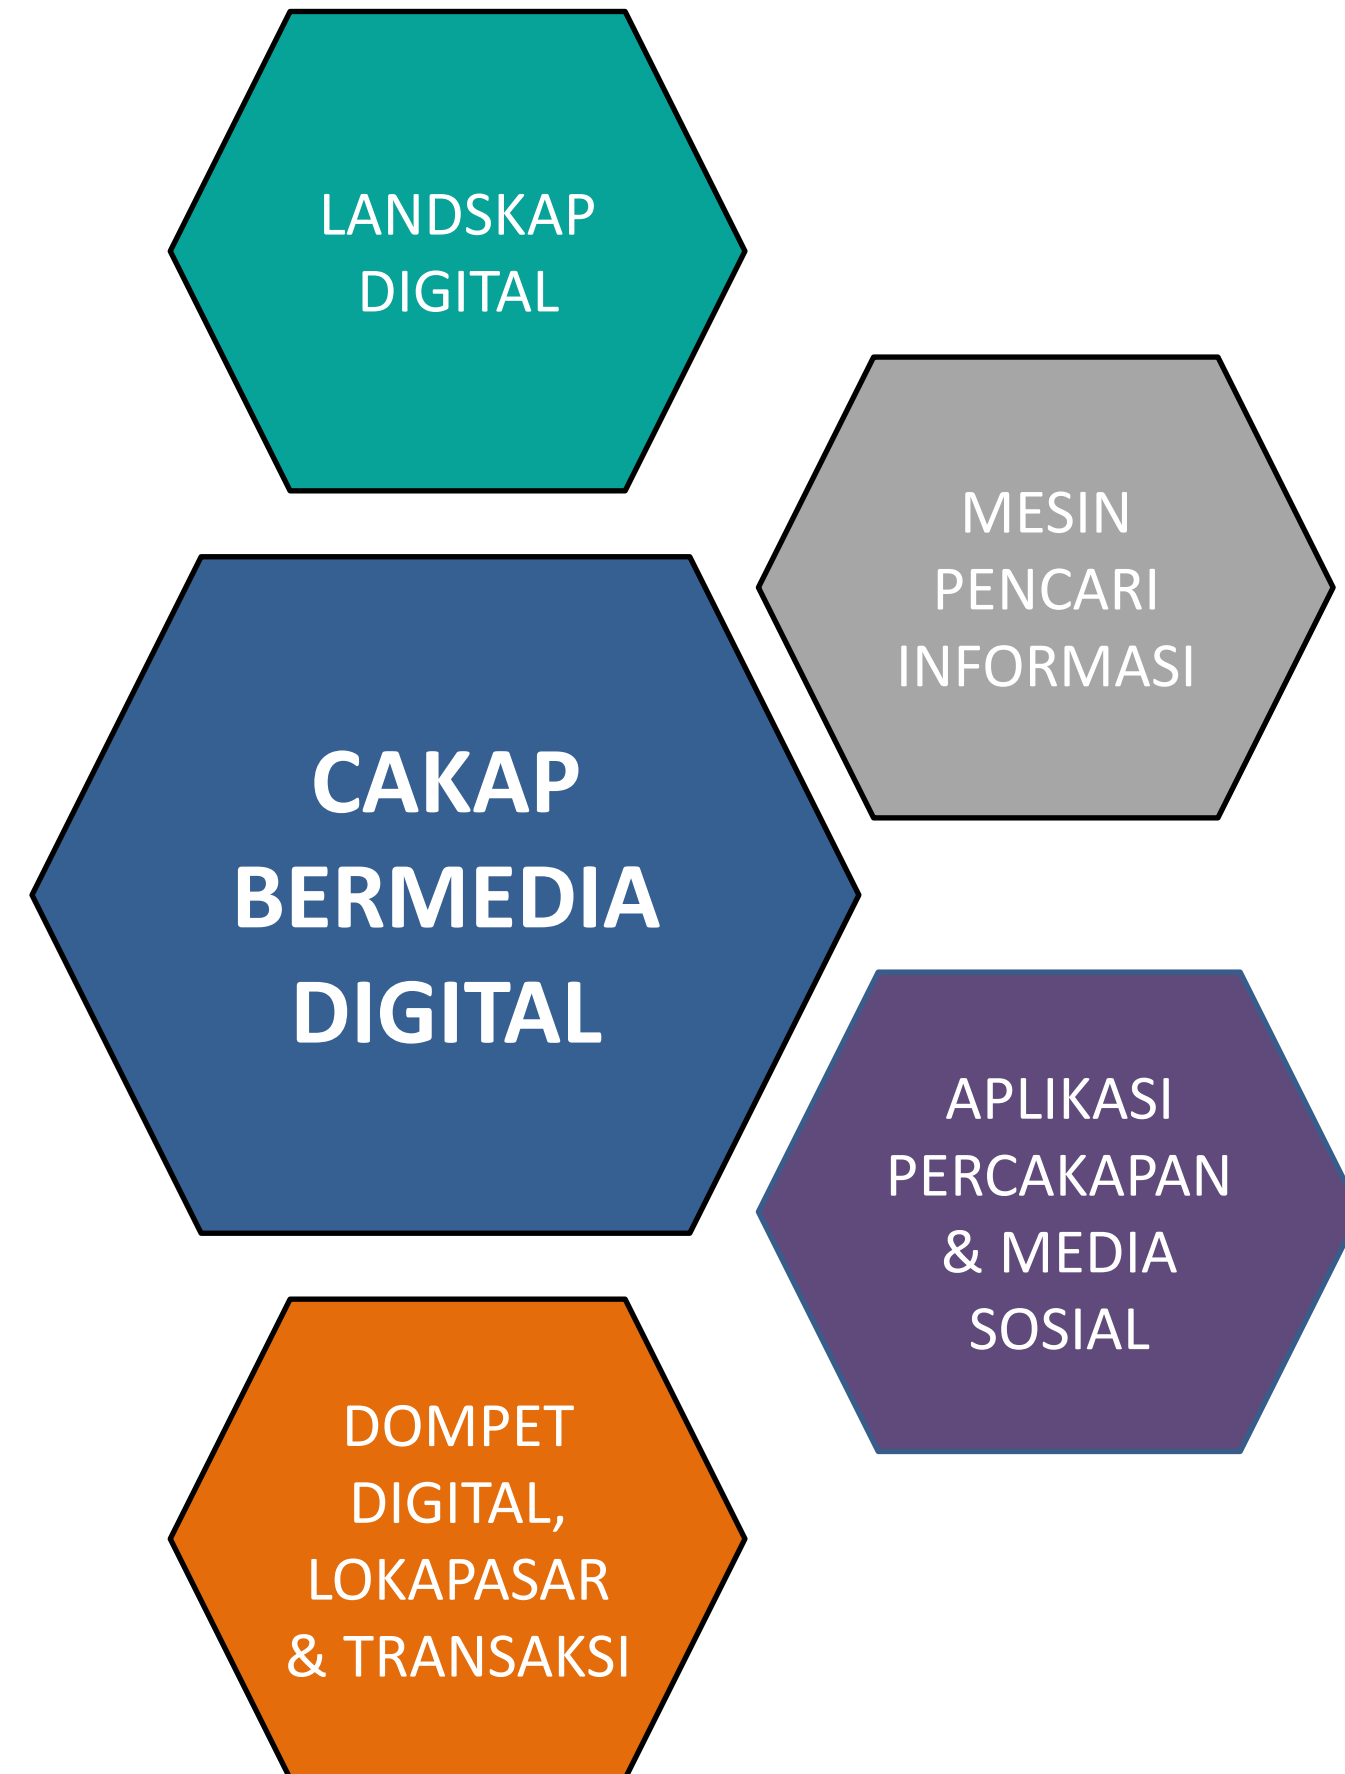 LANDSKAP
DIGITAL
MESIN
PENCARI
INFORMASI
CAKAP
BERMEDIA
DIGITAL
APLIKASI
PERCAKAPAN
& MEDIA
SOSIAL
DOMPET
DIGITAL,
LOKAPASAR
& TRANSAKSI